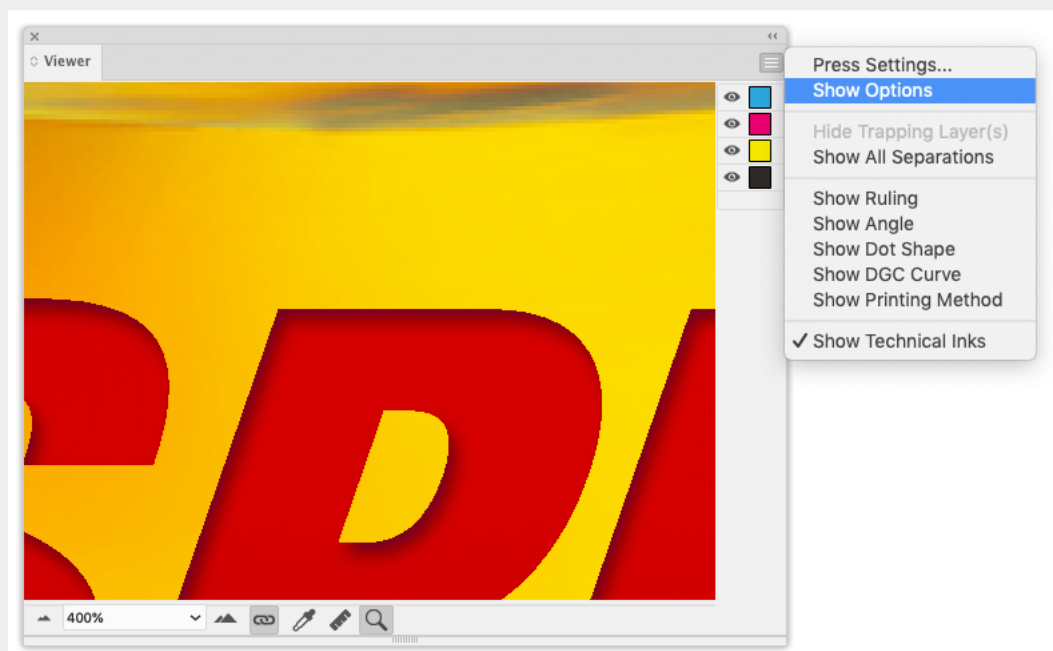 Viewer
Press Settings...
Show Options
Hide Trapping Layer(s)
Show All Separations
Show Ruling
Show Angle
Show Dot Shape
Show DGC Curve
Show Printing Method
Show Technical Inks
400%